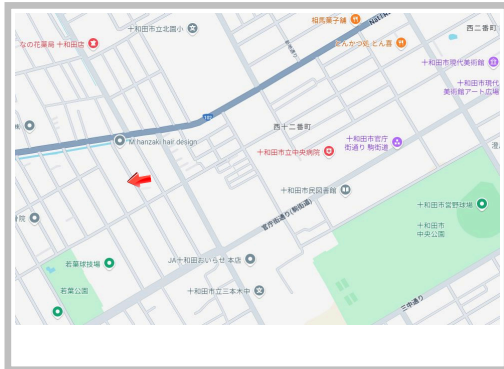 十和田市立北園小
相馬菓子舗
西二番町
なの花薬局 十和田店
とんかつ処 とん喜
十和田市現代美術館
十和田市現代
美術館アート広場
102
西十二番町
M hanzaki hair design
十和田市立中央病院
十和田市官庁
街通り 駒街道
十和田市民図書館
十和田市営野球場
十和田市
中央公園
官庁街通り(駒街道)
若葉球技場
JA十和田おいらせ 本店
若葉公園
十和田市立三本木中
三中通り